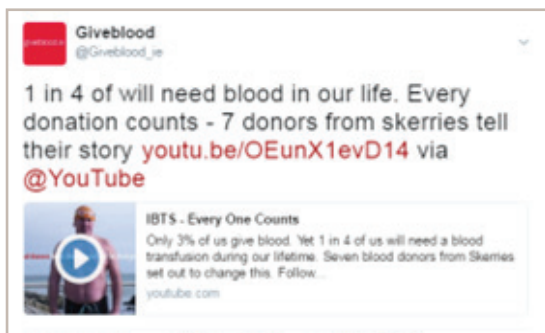 giveblood.ie
Giveblood
@Giveblood_ie
1 in 4 of will need blood in our life. Every
donation counts - 7 donors from skerries tell
their story youtu.be/OEunX1evD14 via
@YouTube
IBTS - Every One Counts
Only 3% of us give blood. Yet 1 in 4 of us will need a blood
transfusion during our lifetime. Seven blood donors from Skerries
set out to change this. Follow...
youtube.com